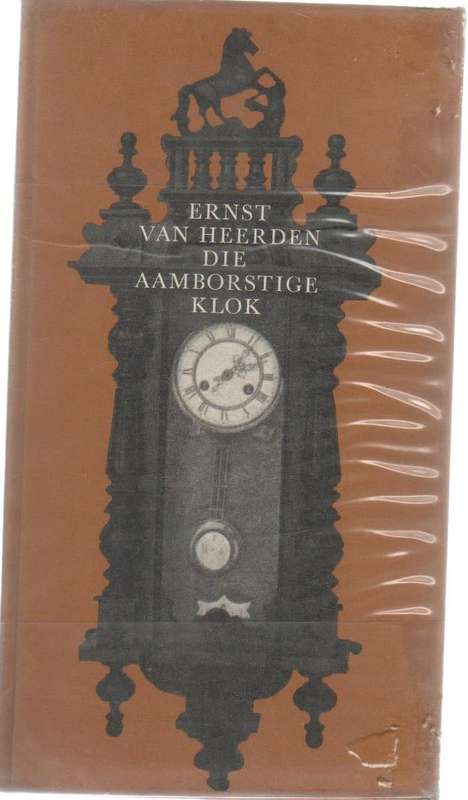 ERNST
VAN HEERDEN
DIE
AAMBORSTIGE
KLOK